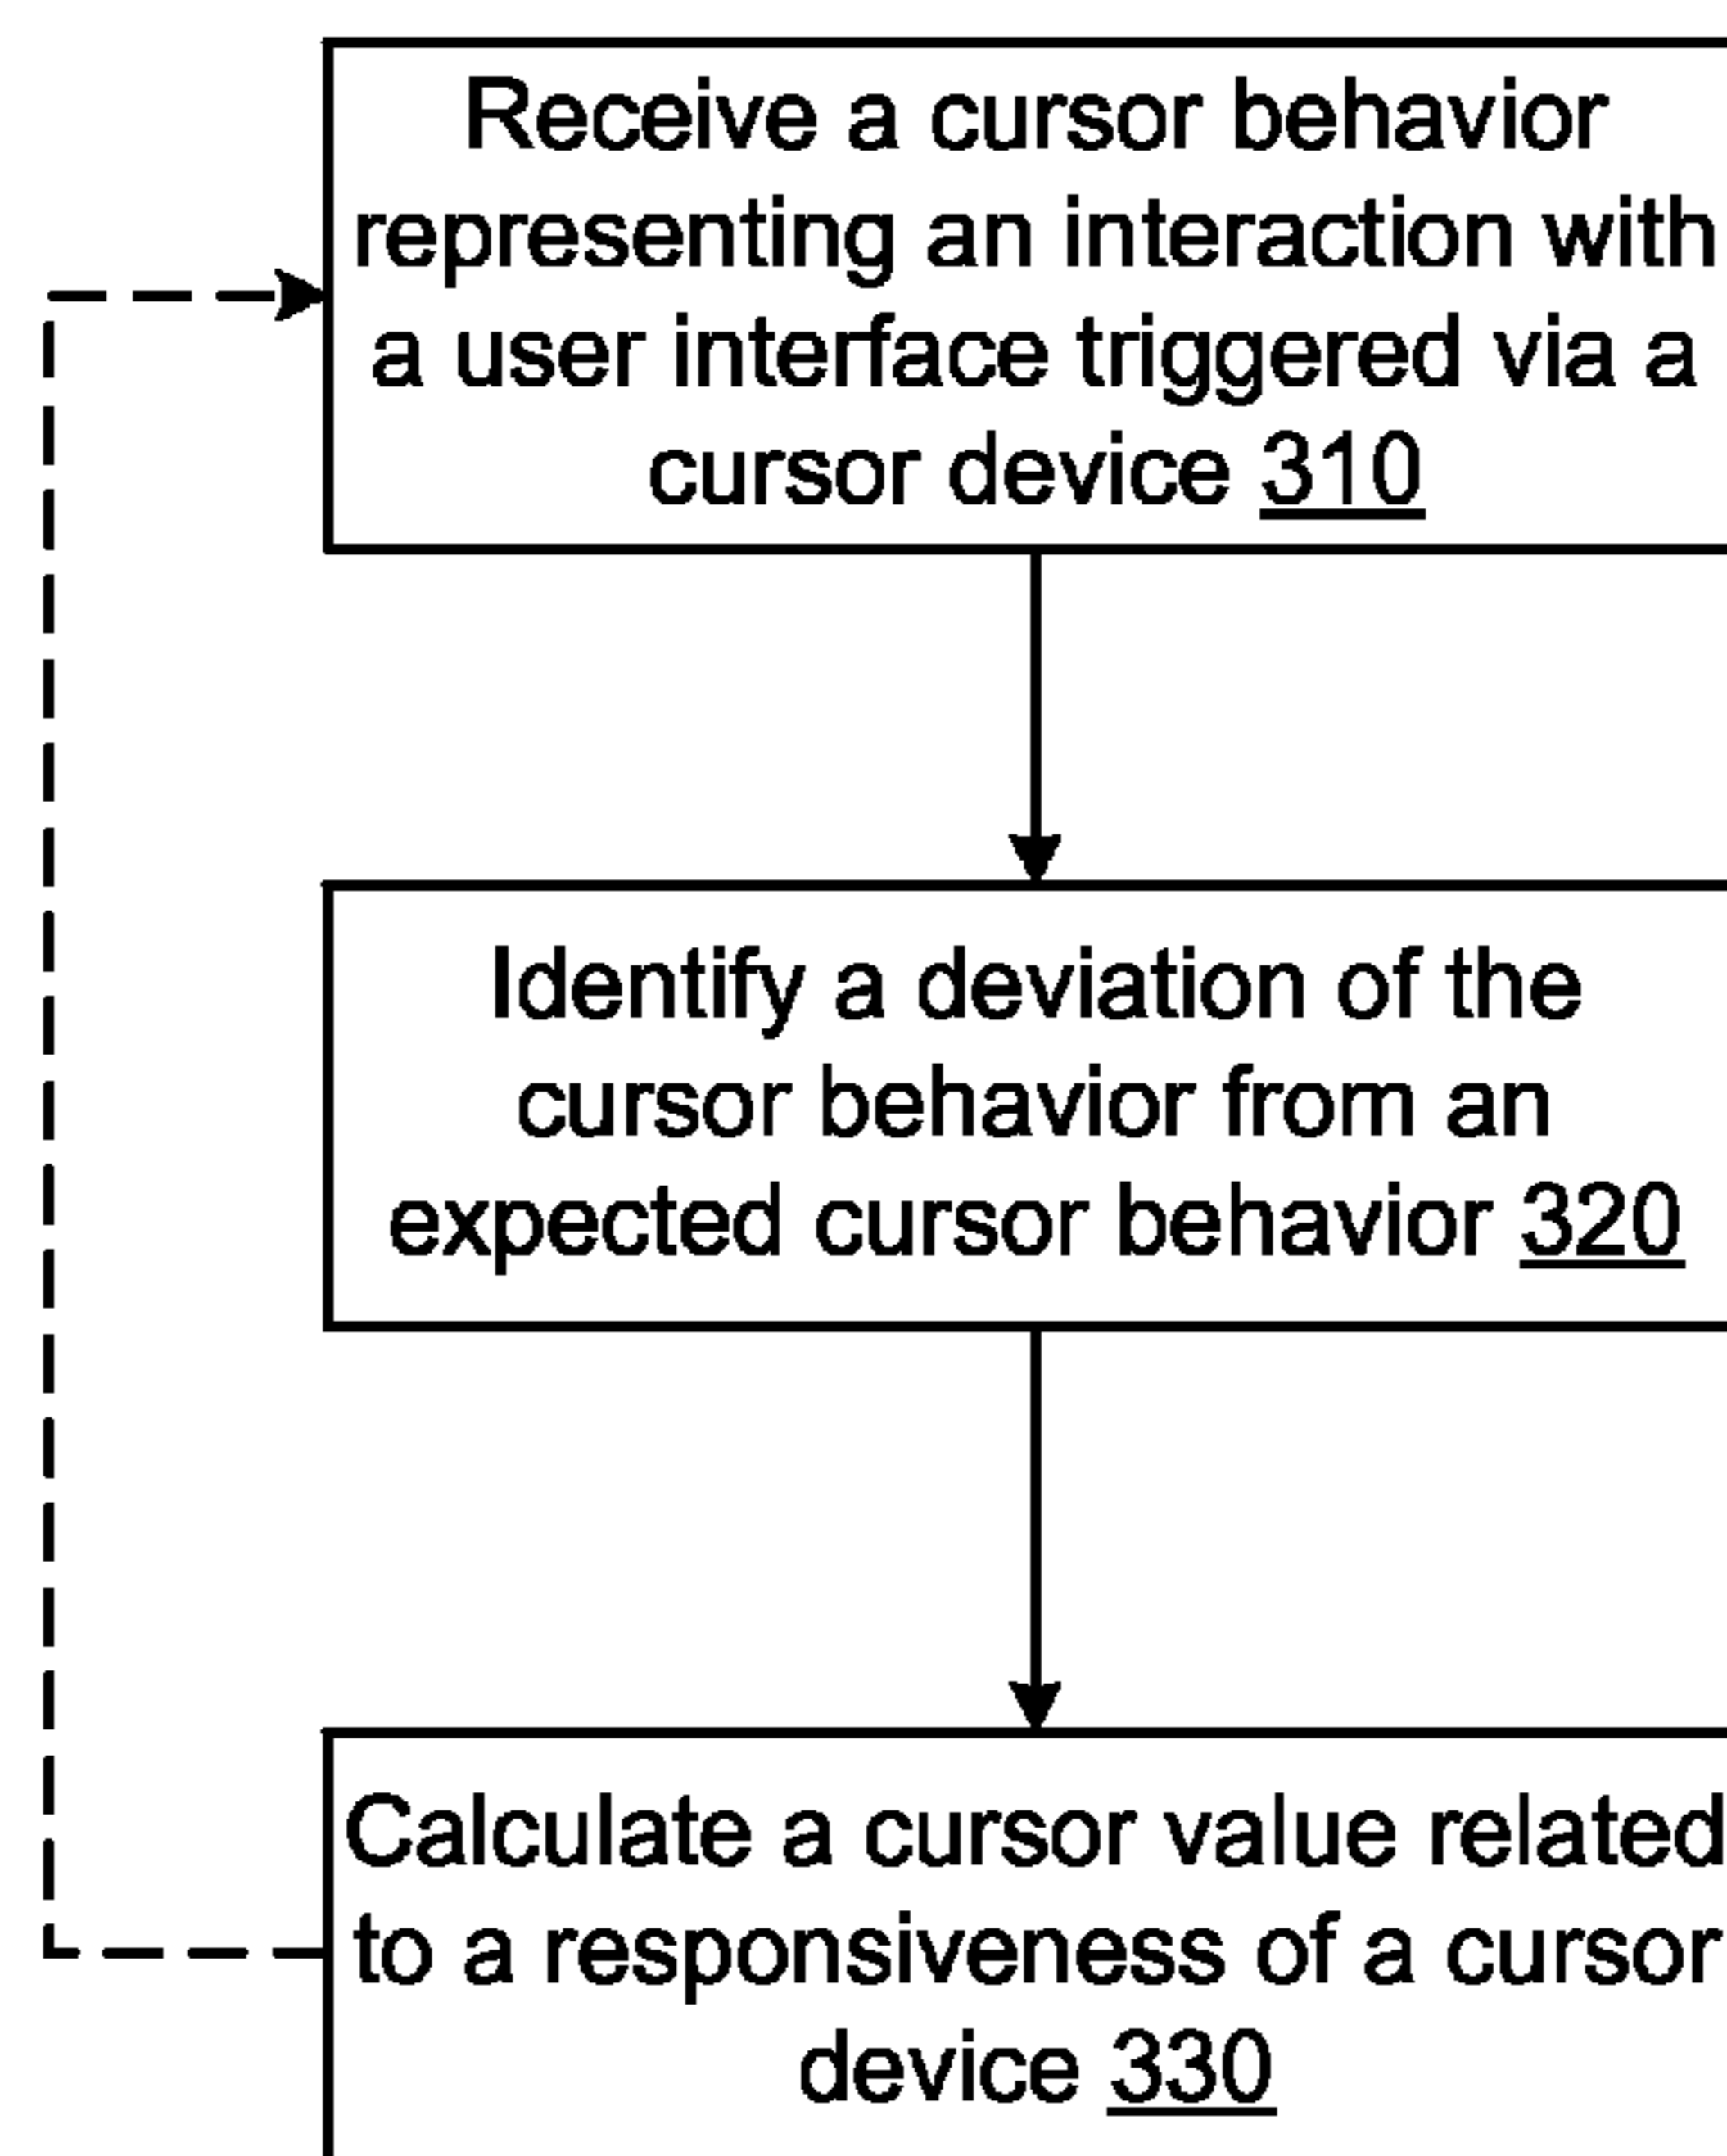 Receive a cursor behavior
representing an interaction with
a user interface triggered via a
cursor device 310
Identify a deviation of the
cursor behavior from an
expected cursor behavior 320
Calculate a cursor value related
to a responsiveness of a cursor
device 330